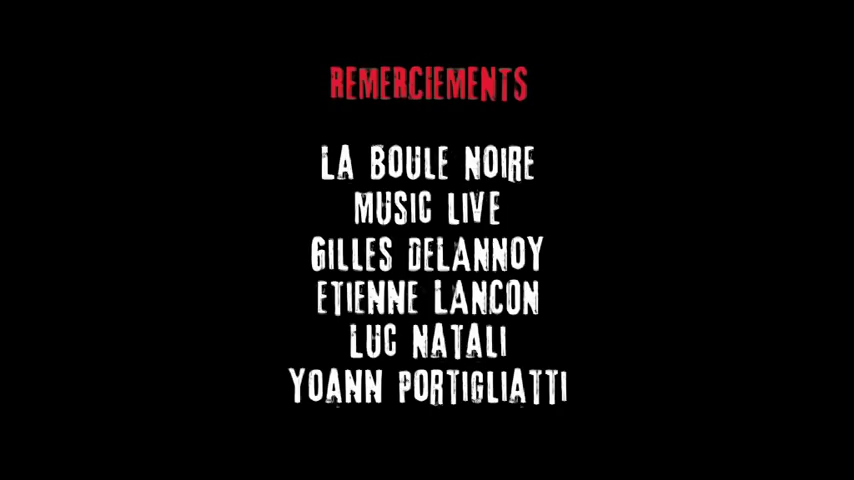 REMERCIEMENTS
LA BOULE NOIRE
MUSIC LIVE
GILLES DELANNOY
ETIENNE LANCON
LUC NATALI
YOANN PORTIGLIATTI